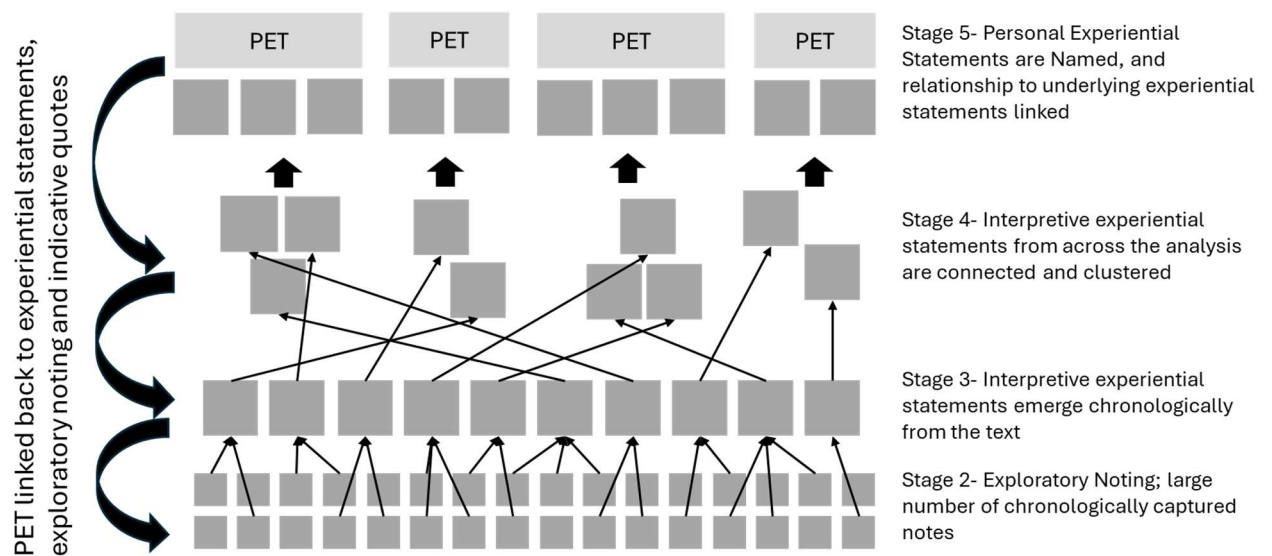 PET linked back to experiential statements,
exploratory noting and indicative quotes
PET
PET
PET
PET
Stage 5- Personal Experiential
Statements are Named, and
relationship to underlying experiential
statements linked
Stage 4- Interpretive experiential
statements from across the analysis
are connected and clustered
Stage 3- Interpretive experiential
statements emerge chronologically
from the text
Stage 2- Exploratory Noting; large
number of chronologically captured
notes